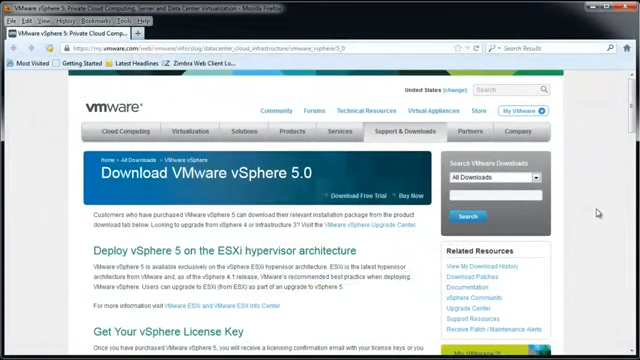 VMware vSphere 5: Private Cloud Computing, Server and Data Center Virtualization - Mozilla Firefox
File Edit View History Bookmarks Tools Help
VMware vSphere 5: Private Cloud Comp... +
https://my.vmware.com/web/vmware/info/slug/datacenter_cloud_infrastructure/vmware_vsphere/5_0
Search Results
Most Visited Getting Started Latest Headlines Zimbra Web Client Lo...
United States (change) Search
vmware
Community Forums Technical Resources Virtual Appliances Store My VMware
Cloud Computing Virtualization Solutions Products Services Support & Downloads Partners Company
Home > All Downloads > VMware vSphere
Download VMware vSphere 5.0
Download Free Trial Buy Now
Search VMware Downloads
All Downloads
Search
Customers who have purchased VMware vSphere 5 can download their relevant installation package from the product
download tab below. Looking to upgrade from vSphere 4 or Infrastructure 3? Visit the VMware vSphere Upgrade Center.
Deploy vSphere 5 on the ESXi hypervisor architecture
VMware vSphere 5 is available exclusively on the vSphere ESXi hypervisor architecture. ESXi is the latest hypervisor
architecture from VMware and, as of the vSphere 4.1 release, VMware's recommended best practice when deploying
VMware vSphere. Users can upgrade to ESXi (from ESX) as part of an upgrade to vSphere 5.
For more information visit VMware ESXi and VMware ESX Info Center
Get Your vSphere License Key
Once you have purchased VMware vSphere 5, you will receive a licensing confirmation email with your license keys or you
Related Resources
View My Download History
Download Patches
Documentation
vSphere Community
Upgrade Center
Support Resources
Receive Patch / Maintenance Alerts
My VMware